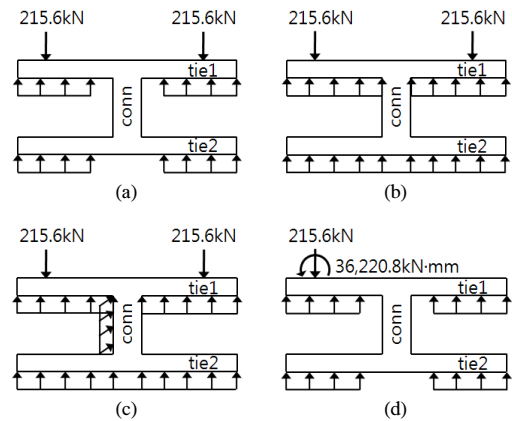 215.6kN 215.6kN
tie1
conn
tie2
(a)
215.6kN 215.6kN
tie1
conn
tie2
(b)
215.6kN 215.6kN
tie1
conn
tie2
(c)
215.6kN
36,220.8kN·mm
tie1
conn
tie2
(d)